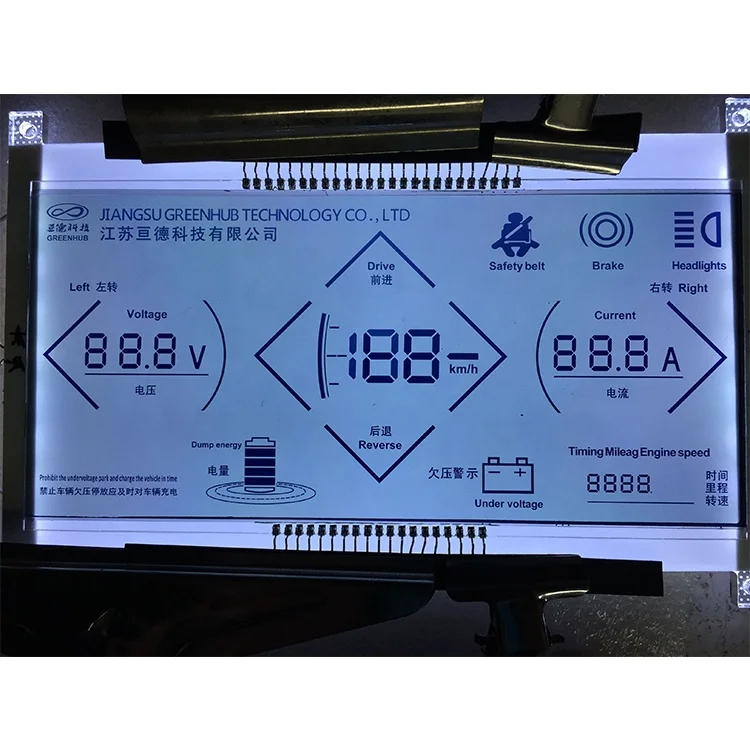 JIANGSU GREENHUB TECHNOLOGY CO.,LTD
亘德科技
GREENHUB
江苏亘德科技有限公司
Safety belt
Brake
Headlights
Drive
前进
Left 左转
右转 Right
Voltage
88.8 V
电压
188
km/h
Current
88.8 A
电流
后退
Reverse
Dump energy
电量
Prohibit the undervoltage park and charge the vehicle in time
禁止车辆欠压停放应及时对车辆充电
欠压警示
Under voltage
Timing Mileag Engine speed
8888.
时间
里程
转速